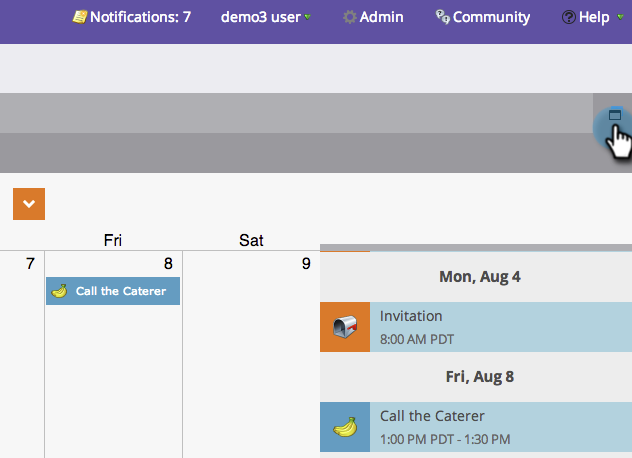 Notifications: 7 demo3 user Admin Community Help
Fri Sat
7 8 9
Call the Caterer
Mon, Aug 4
Invitation
8:00 AM PDT
Fri, Aug 8
Call the Caterer
1:00 PM PDT - 1:30 PM